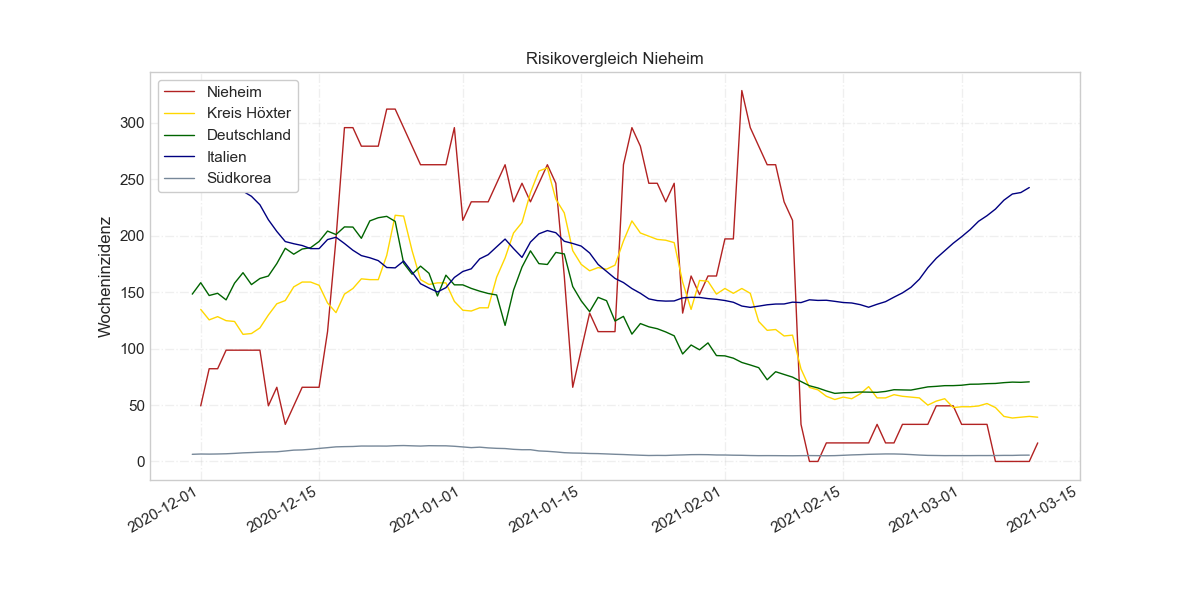 Risikovergleich Nieheim
Nieheim
Kreis Höxter
Deutschland
Italien
Südkorea
Wocheninzidenz
300
250
200
150
100
50
0
2020-12-01
2020-12-15
2021-01-01
2021-01-15
2021-02-01
2021-02-15
2021-03-01
2021-03-15